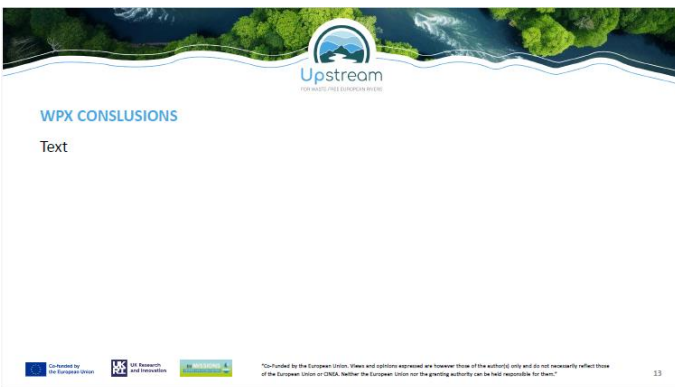 Upstream
FOR WASTE-FREE EUROPEAN RIVERS
WPX CONSLUSIONS
Text
Co-funded by
the European Union
UK
RI
UK Research
and Innovation
"Co-Funded by the European Union. Views and opinions expressed are however those of the author(s) only and do not necessarily reflect those
of the European Union or CINEA. Neither the European Union nor the granting authority can be held responsible for them."
13